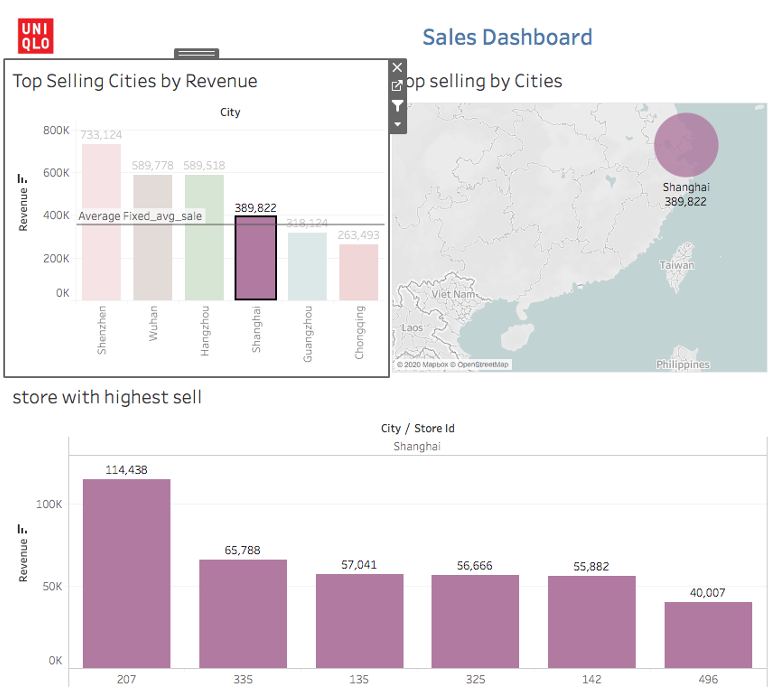 UNI
QLO
Sales Dashboard
Top Selling Cities by Revenue
op selling by Cities
City
800K
600K
400K
200K
0K
Revenue
733,124
589,778
589,518
389,822
318,124
263,493
Average Fixed_avg_sale
Shenzhen
Wuhan
Hangzhou
Shanghai
Guangzhou
Chongqing
Shanghai
389,822
Taiwan
Viet Nam
Laos
Philippines
© 2020 Mapbox © OpenStreetMap
store with highest sell
City / Store Id
Shanghai
100K
50K
0K
Revenue
114,438
65,788
57,041
56,666
55,882
40,007
207
335
135
325
142
496